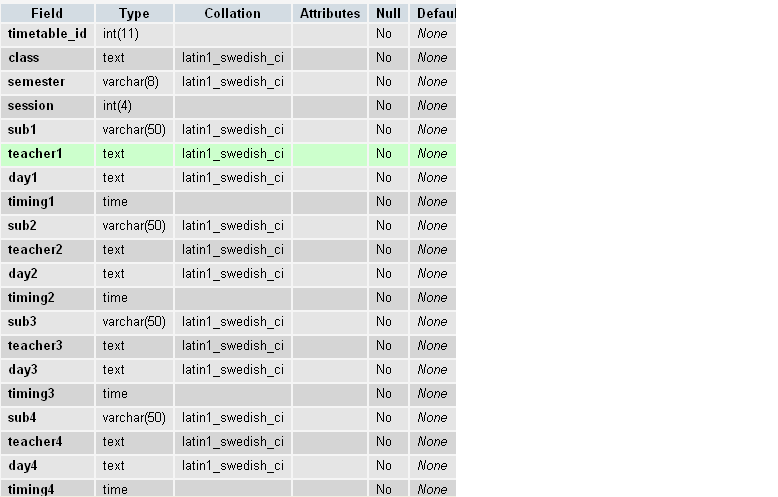 Field Type Collation Attributes Null Defau
timetable_id int(11) No None
class text latin1_swedish_ci No None
semester varchar(8) latin1_swedish_ci No None
session int(4) No None
sub1 varchar(50) latin1_swedish_ci No None
teacher1 text latin1_swedish_ci No None
day1 text latin1_swedish_ci No None
timing1 time No None
sub2 varchar(50) latin1_swedish_ci No None
teacher2 text latin1_swedish_ci No None
day2 text latin1_swedish_ci No None
timing2 time No None
sub3 varchar(50) latin1_swedish_ci No None
teacher3 text latin1_swedish_ci No None
day3 text latin1_swedish_ci No None
timing3 time No None
sub4 varchar(50) latin1_swedish_ci No None
teacher4 text latin1_swedish_ci No None
day4 text latin1_swedish_ci No None
timing4 time No None